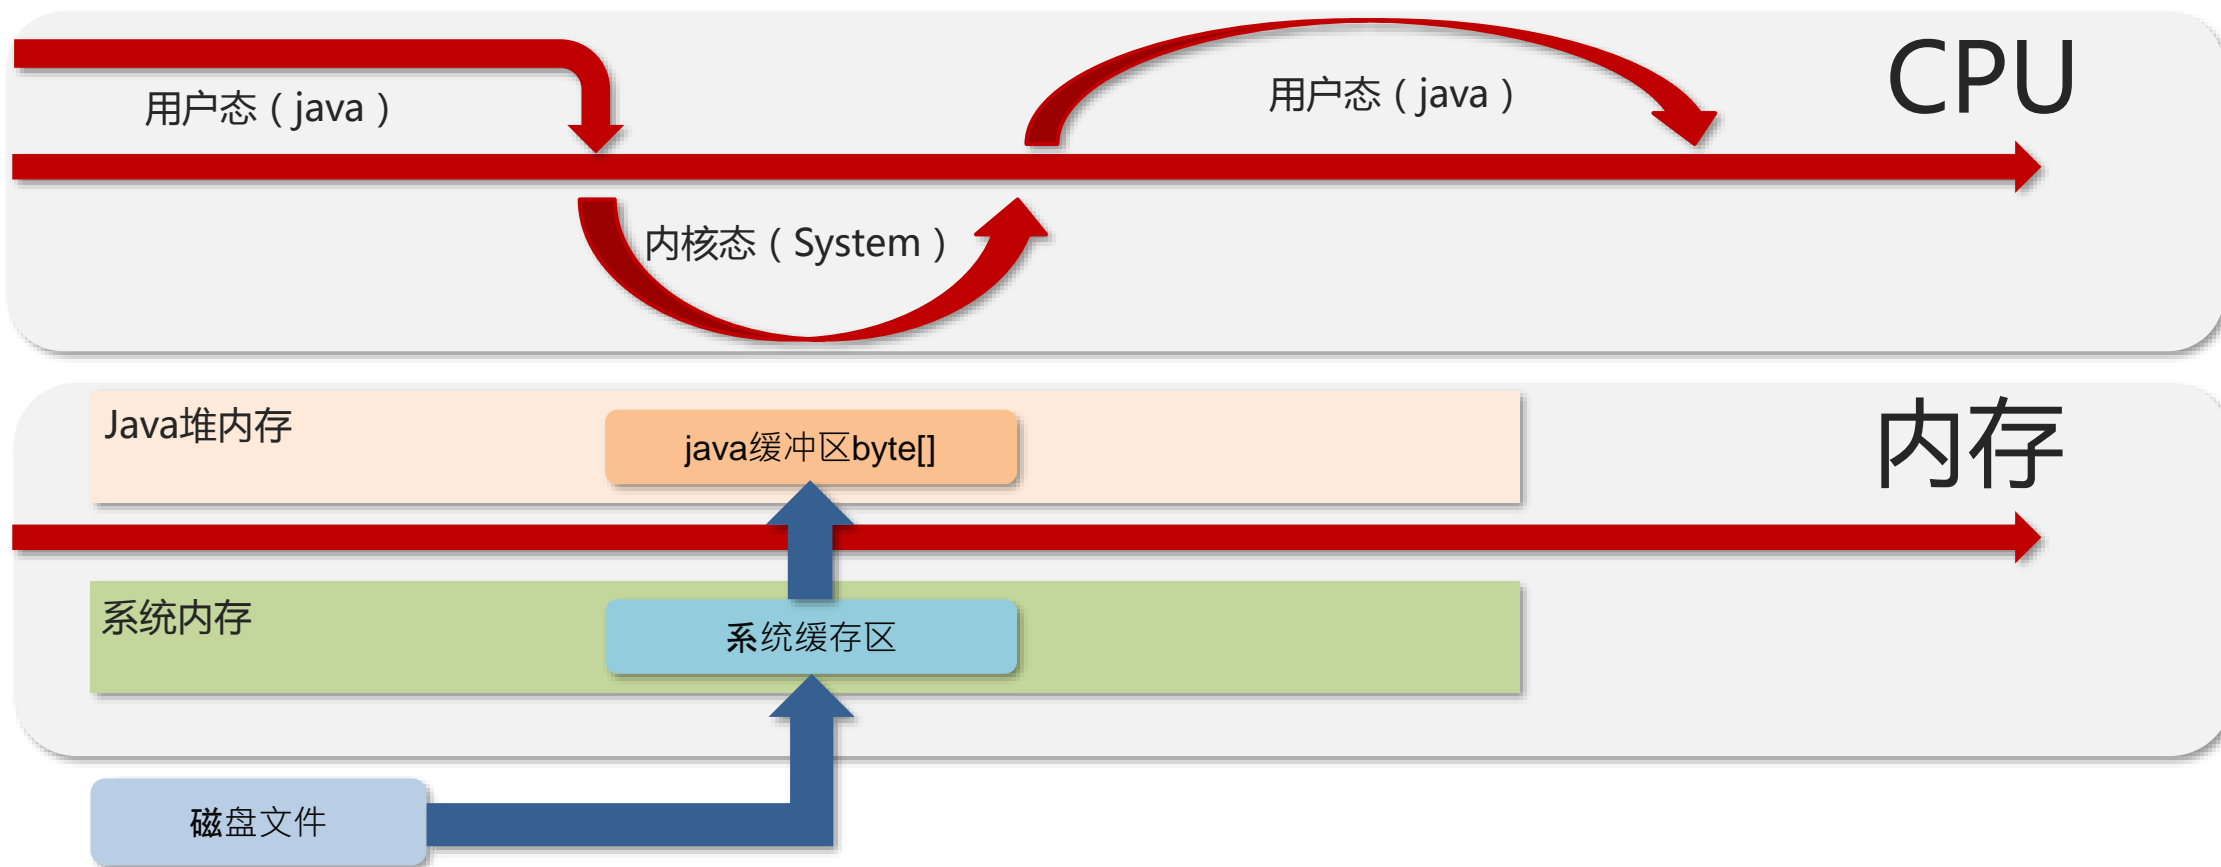 CPU
用户态（java）
用户态（java）
内核态（System）
内存
Java堆内存
java缓冲区byte[]
系统内存
系统缓存区
磁盘文件